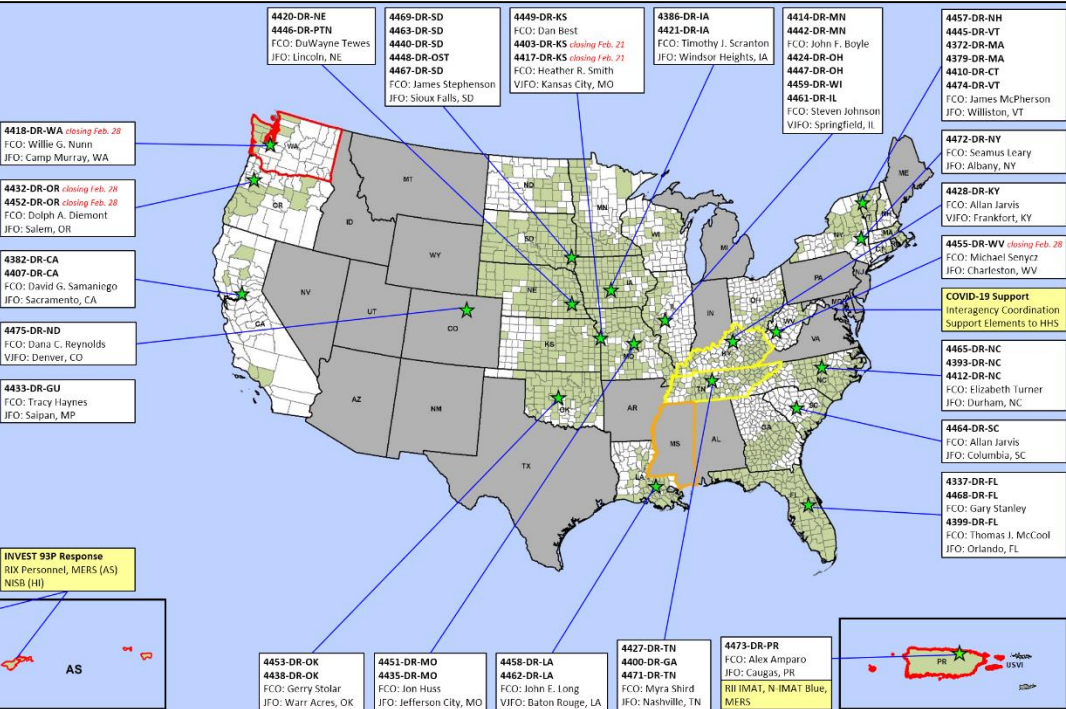 4420-DR-NE
4446-DR-PTN
FCO: DuWayne Tewes
JFO: Lincoln, NE
4469-DR-SD
4463-DR-SD
4440-DR-SD
4448-DR-OST
4467-DR-SD
FCO: James Stephenson
JFO: Sioux Falls, SD
4449-DR-KS
FCO: Dan Best
4403-DR-KS closing Feb. 21
4417-DR-KS closing Feb. 21
FCO: Heather R. Smith
VJFO: Kansas City, MO
4386-DR-IA
4421-DR-IA
FCO: Timothy J. Scranton
JFO: Windsor Heights, IA
4414-DR-MN
4442-DR-MN
FCO: John F. Boyle
4424-DR-OH
4447-DR-OH
4459-DR-WI
4461-DR-IL
FCO: Steven Johnson
VJFO: Springfield, IL
4457-DR-NH
4445-DR-VT
4372-DR-MA
4379-DR-MA
4410-DR-CT
4474-DR-VT
FCO: James McPherson
JFO: Williston, VT
4418-DR-WA closing Feb. 28
FCO: Willie G. Nunn
JFO: Camp Murray, WA
4432-DR-OR closing Feb. 28
4452-DR-OR closing Feb. 28
FCO: Dolph A. Diemont
JFO: Salem, OR
4382-DR-CA
4407-DR-CA
FCO: David G. Samaniego
JFO: Sacramento, CA
4475-DR-ND
FCO: Dana C. Reynolds
VJFO: Denver, CO
4433-DR-GU
FCO: Tracy Haynes
JFO: Saipan, MP
4472-DR-NY
FCO: Seamus Leary
JFO: Albany, NY
4428-DR-KY
FCO: Allan Jarvis
VJFO: Frankfort, KY
4455-DR-WV closing Feb. 28
FCO: Michael Senycz
JFO: Charleston, WV
COVID-19 Support
Interagency Coordination
Support Elements to HHS
4465-DR-NC
4393-DR-NC
4412-DR-NC
FCO: Elizabeth Turner
JFO: Durham, NC
4464-DR-SC
FCO: Allan Jarvis
JFO: Columbia, SC
4337-DR-FL
4468-DR-FL
FCO: Gary Stanley
4399-DR-FL
FCO: Thomas J. McCool
JFO: Orlando, FL
WA
MT
ND
MN
ME
OR
ID
SD
WI
MI
NY
VT
NH
MA
CT
WY
NE
IA
PA
NJ
NV
UT
CO
KS
MO
IL
IN
OH
WV
MD
VA
CA
KY
TN
NC
AZ
NM
OK
AR
SC
MS
AL
GA
TX
LA
FL
INVEST 93P Response
RIX Personnel, MERS (AS)
NISB (HI)
AS
4453-DR-OK
4438-DR-OK
FCO: Gerry Stolar
JFO: Warr Acres, OK
4451-DR-MO
4435-DR-MO
FCO: Jon Huss
JFO: Jefferson City, MO
4458-DR-LA
4462-DR-LA
FCO: John E. Long
VJFO: Baton Rouge, LA
4427-DR-TN
4400-DR-GA
4471-DR-TN
FCO: Myra Shird
JFO: Nashville, TN
4473-DR-PR
FCO: Alex Amparo
JFO: Caugas, PR
RII IMAT, N-IMAT Blue,
MERS
PR
USVI